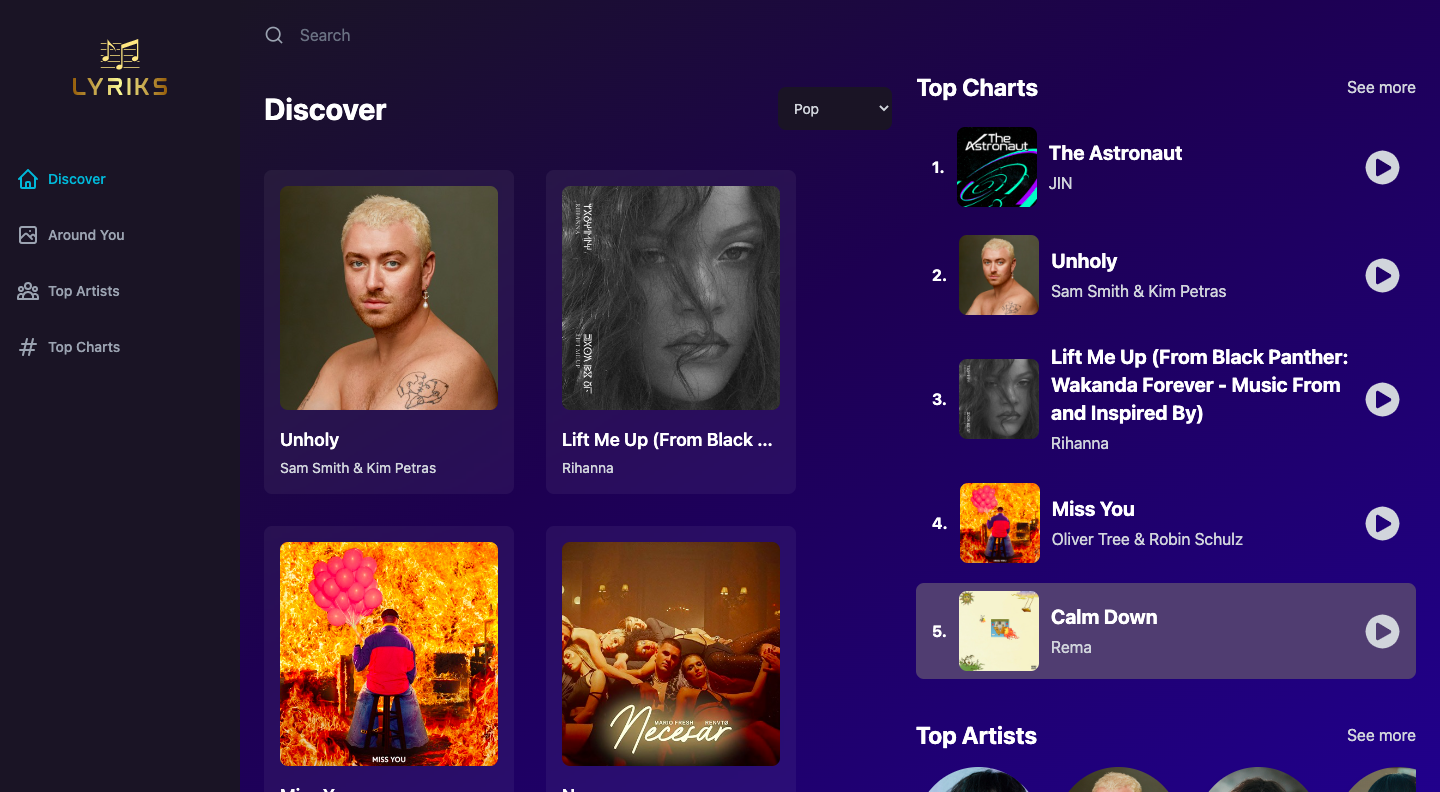 LYRIKS
Discover
Around You
Top Artists
Top Charts
Search
Discover
Pop
Unholy
Sam Smith & Kim Petras
Lift Me Up (From Black ...
Rihanna
MISS YOU
MARIO FRESH RENVTØ
Necesar
Top Charts
See more
1.
The
Astronaut
The Astronaut
JIN
2.
Unholy
Sam Smith & Kim Petras
3.
Lift Me Up (From Black Panther:
Wakanda Forever - Music From
and Inspired By)
Rihanna
4.
Miss You
Oliver Tree & Robin Schulz
5.
Calm Down
Rema
Top Artists
See more